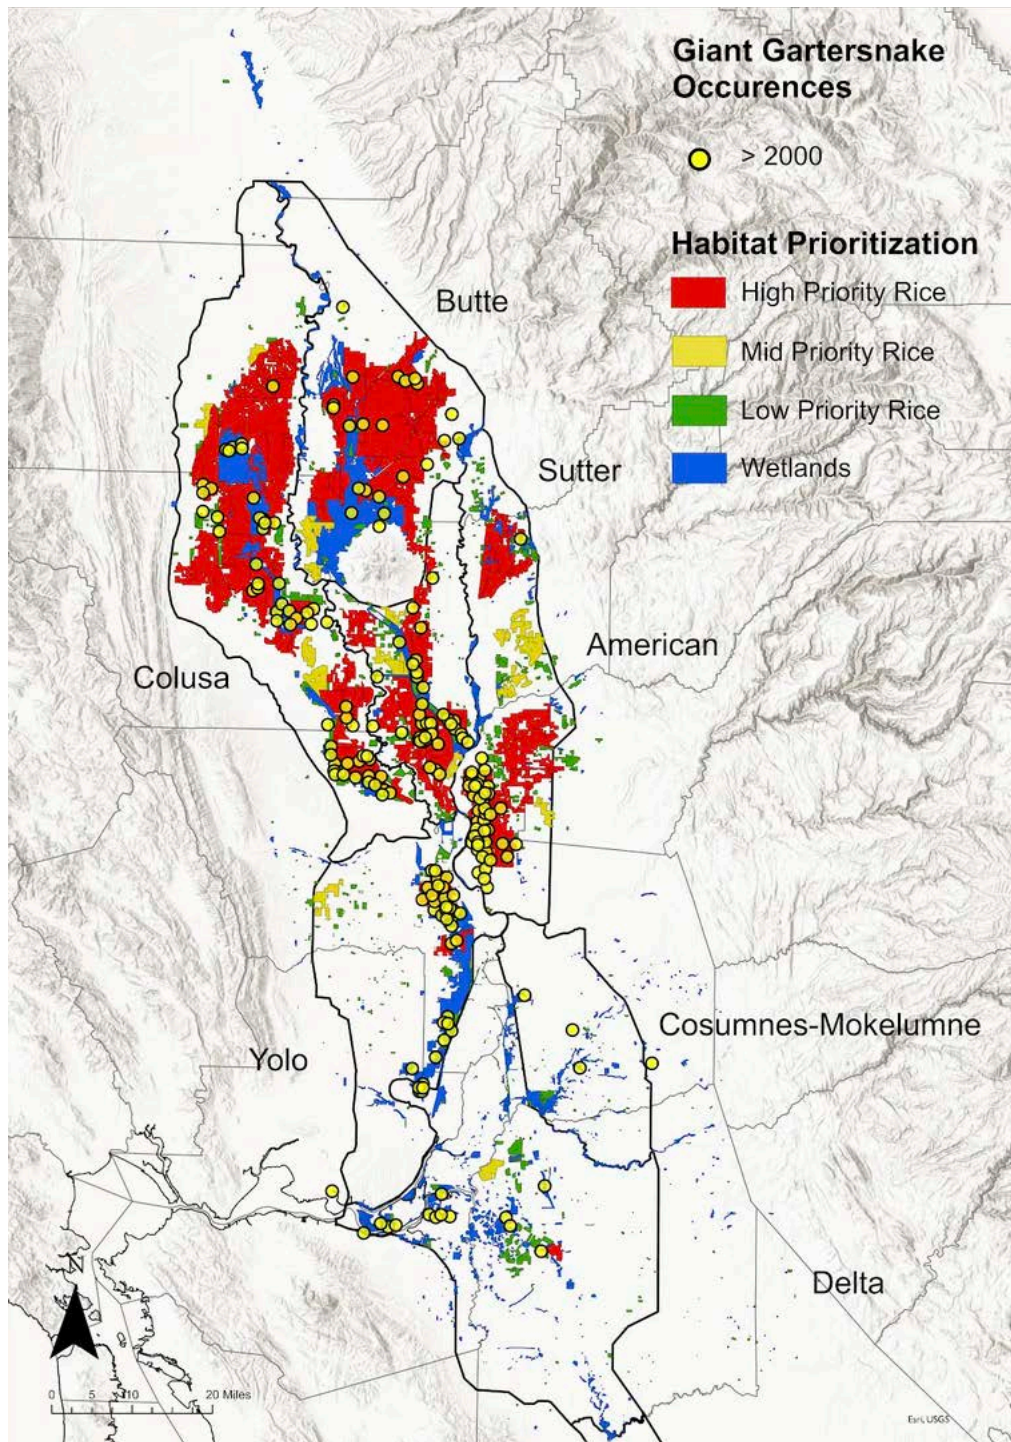 Giant Gartersnake
Occurences
> 2000
Habitat Prioritization
High Priority Rice
Mid Priority Rice
Low Priority Rice
Wetlands
Butte
Sutter
American
Colusa
Cosumnes-Mokelumne
Yolo
Delta
N
0 5 10 20 Miles
Esri, USGS